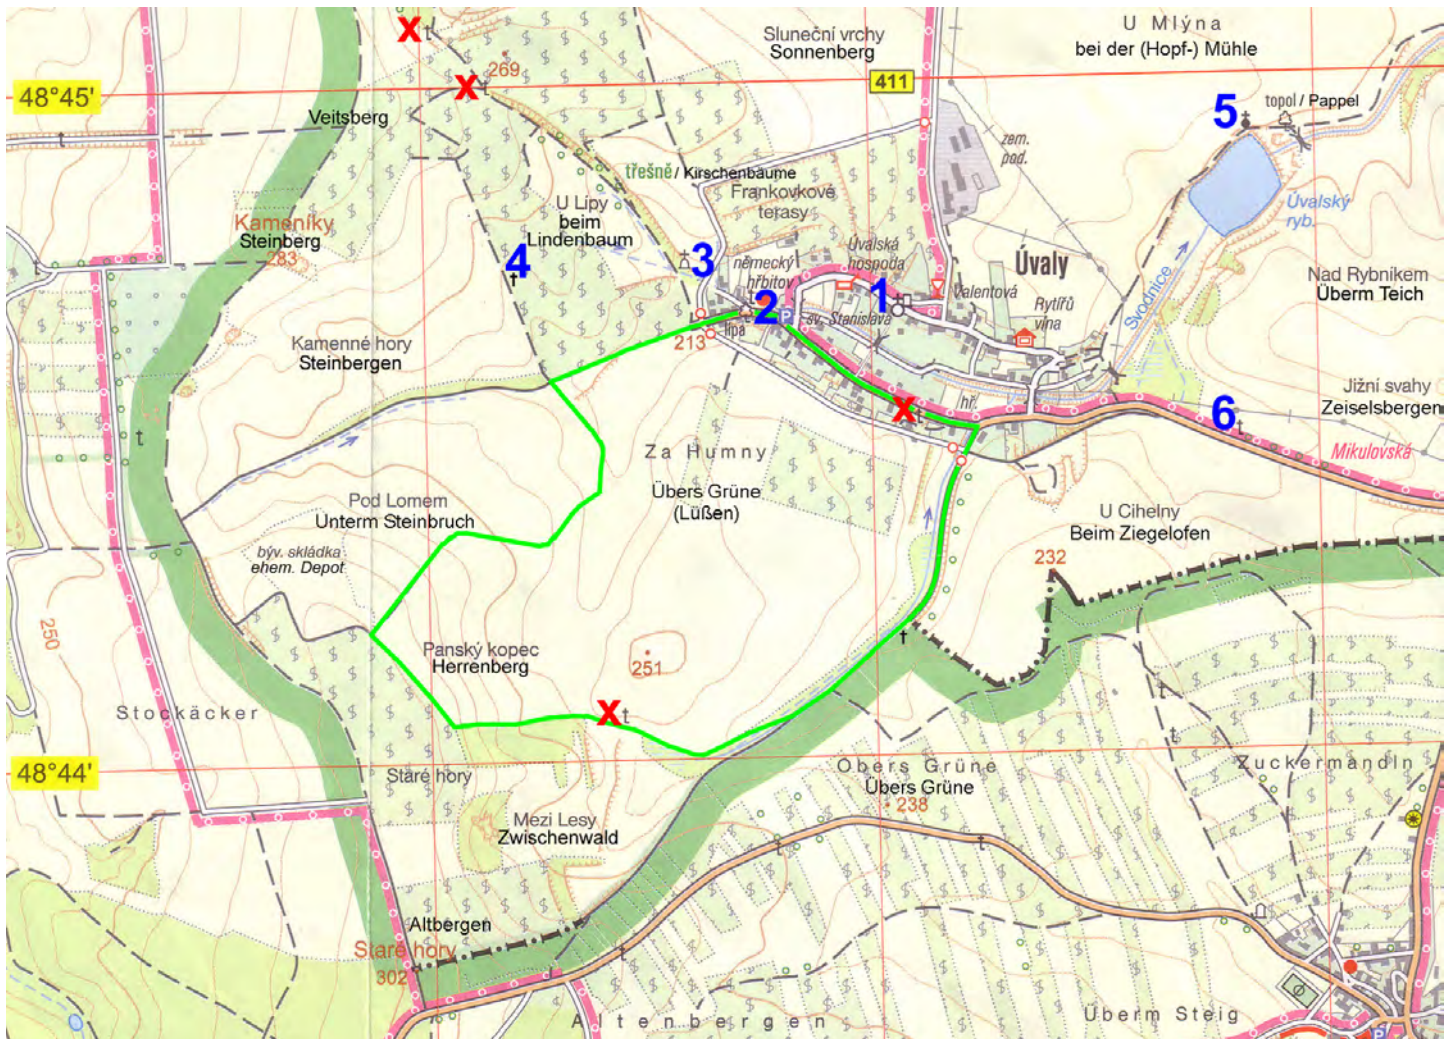 U Mlýna
bei der (Hopf-) Mühle
Sluneční vrchy
Sonnenberg
X
t
X
t
269
411
48°45'
5
topol / Pappel
Veitsberg
t
zem.
pod.
třešně / Kirschenbäume
Frankovkové
terasy
U Lípy
beim
Lindenbaum
Úvalský
ryb.
Kameníky
Steinberg
283
4
3
německý
hřbitov
Úvalská
hospoda
Úvaly
Nad Rybníkem
Überm Teich
t
2
P
1
Valentová
Rytířů
vína
Svodnice
lípa
sv. Stanislava
213
Kamenné hory
Steinbergen
Jižní svahy
Zeiselsbergen
X
t
hř.
6
t
Mikulovská
t
Za Humny
Übers Grüne
(Lüßen)
Pod Lomem
Unterm Steinbruch
U Cihelny
Beim Ziegelofen
býv. skládka
ehem. Depot
232
250
Panský kopec
Herrenberg
251
t
X
t
Stockäcker
t
48°44'
Staré hory
Obers Grüne
Übers Grüne
238
Zuckermandln
Mezi Lesy
Zwischenwald
t
t
Altbergen
Staré hory
302
t
Altenbergen
Überm Steig
P